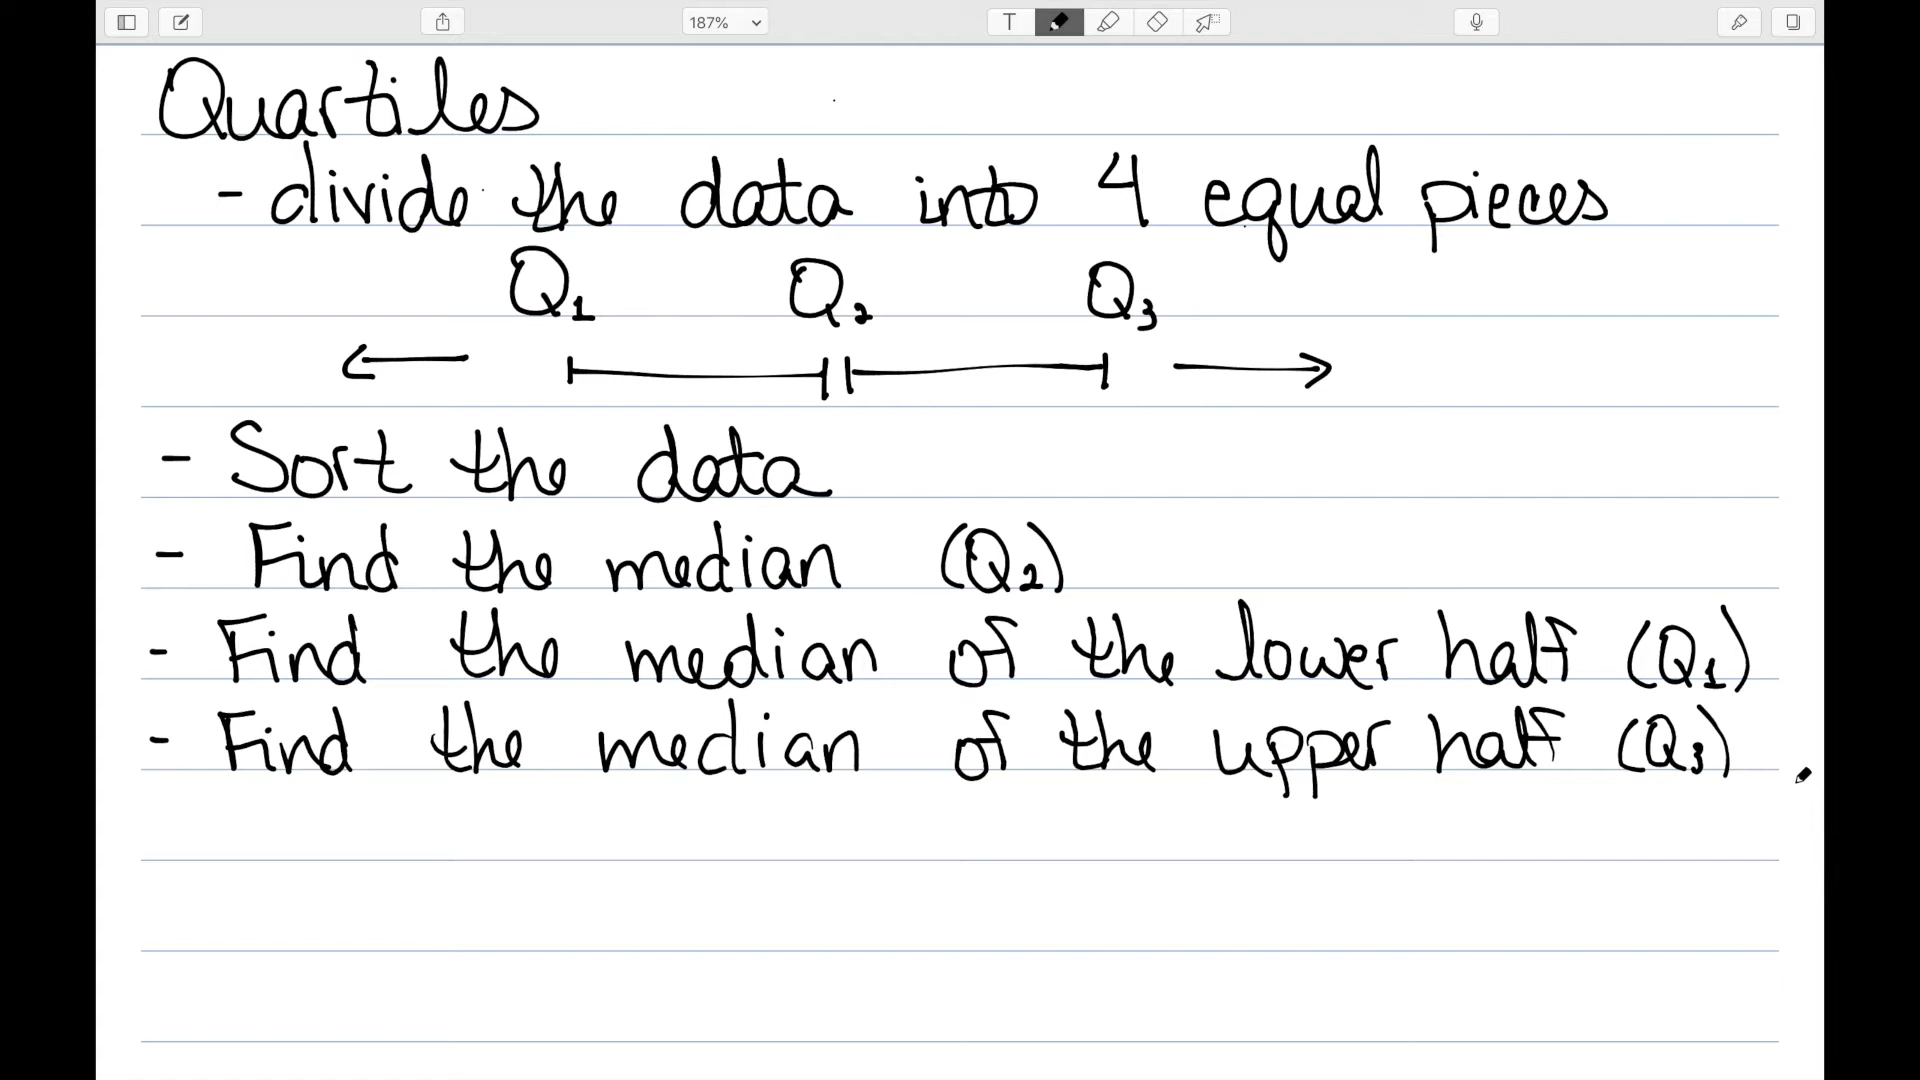 187%
T
Quartiles
- divide the data into 4 equal pieces
Q₁ Q₂ Q₃
- Sort the data
- Find the median (Q₂)
- Find the median of the lower half (Q₁)
- Find the median of the upper half (Q₃)